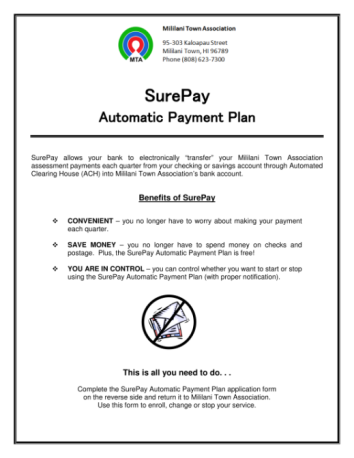 Mililani Town Association
95-303 Kaloapau Street
Mililani Town, HI 96789
Phone (808) 623-7300
MTA
SurePay
Automatic Payment Plan
SurePay allows your bank to electronically “transfer” your Mililani Town Association
assessment payments each quarter from your checking or savings account through Automated
Clearing House (ACH) into Mililani Town Association’s bank account.
Benefits of SurePay
❖ CONVENIENT – you no longer have to worry about making your payment
each quarter.
❖ SAVE MONEY – you no longer have to spend money on checks and
postage. Plus, the SurePay Automatic Payment Plan is free!
❖ YOU ARE IN CONTROL – you can control whether you want to start or stop
using the SurePay Automatic Payment Plan (with proper notification).
This is all you need to do. . .
Complete the SurePay Automatic Payment Plan application form
on the reverse side and return it to Mililani Town Association.
Use this form to enroll, change or stop your service.